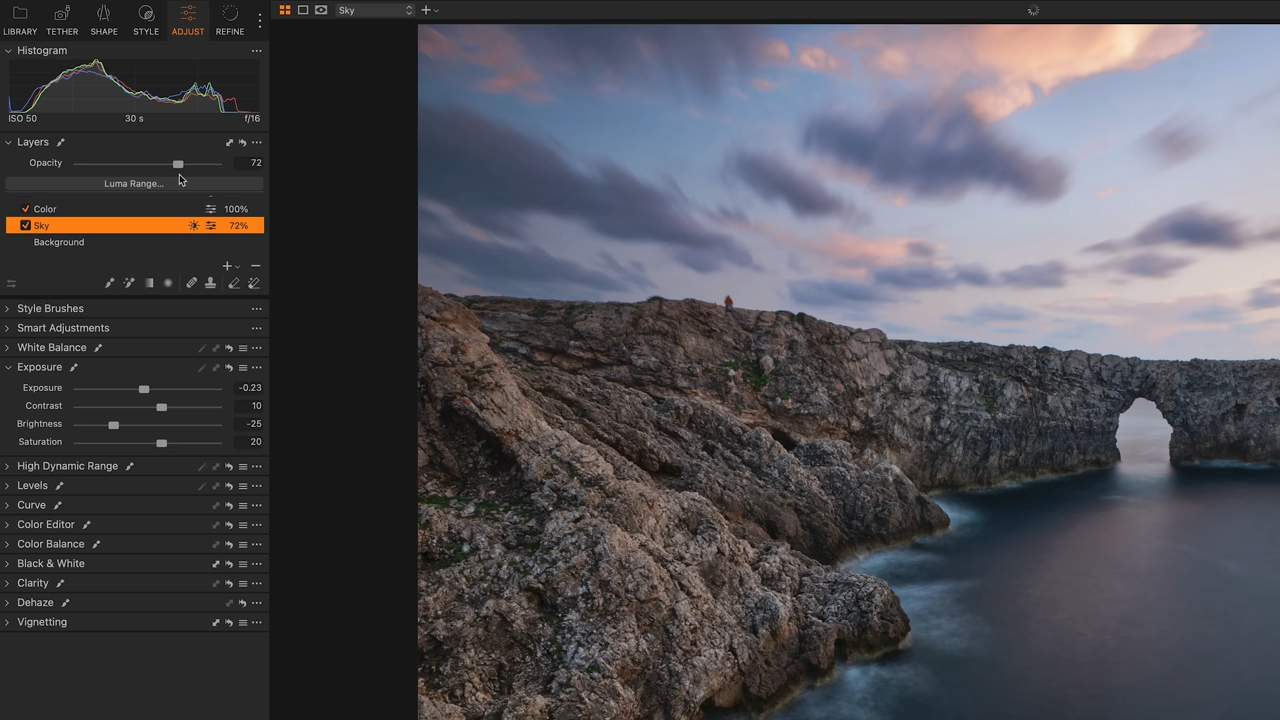 LIBRARY TETHER SHAPE STYLE ADJUST REFINE
Sky
Histogram
ISO 50 30 s f/16
Layers
Opacity 72
Luma Range...
Color 100%
Sky 72%
Background
Style Brushes
Smart Adjustments
White Balance
Exposure
Exposure -0.23
Contrast 10
Brightness -25
Saturation 20
High Dynamic Range
Levels
Curve
Color Editor
Color Balance
Black & White
Clarity
Dehaze
Vignetting